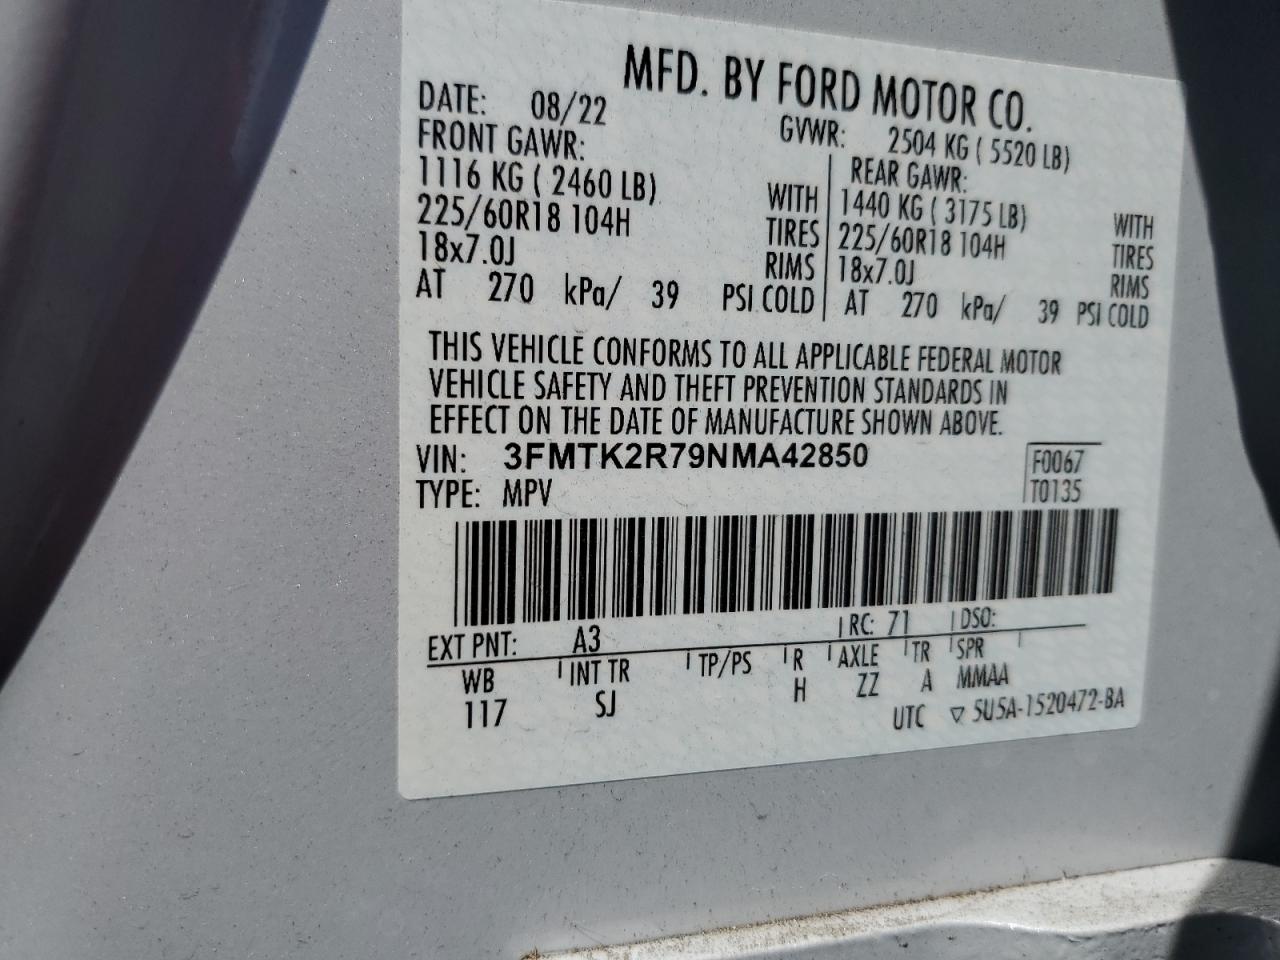 MFD. BY FORD MOTOR CO.
DATE: 08/22
GVWR: 2504 KG ( 5520 LB)
FRONT GAWR:
1116 KG ( 2460 LB) WITH
225/60R18 104H TIRES
18x7.0J RIMS
AT 270 kPa/ 39 PSI COLD
REAR GAWR:
1440 KG ( 3175 LB) WITH
225/60R18 104H TIRES
18x7.0J RIMS
AT 270 kPa/ 39 PSI COLD
THIS VEHICLE CONFORMS TO ALL APPLICABLE FEDERAL MOTOR
VEHICLE SAFETY AND THEFT PREVENTION STANDARDS IN
EFFECT ON THE DATE OF MANUFACTURE SHOWN ABOVE.
VIN: 3FMTK2R79NMA42850
TYPE: MPV
F0067
T0135
EXT PNT: A3 RC: 71 DSO:
WB INT TR TP/PS R AXLE TR SPR
117 SJ H ZZ A MMAA
UTC ▽ 5U5A-1520472-BA